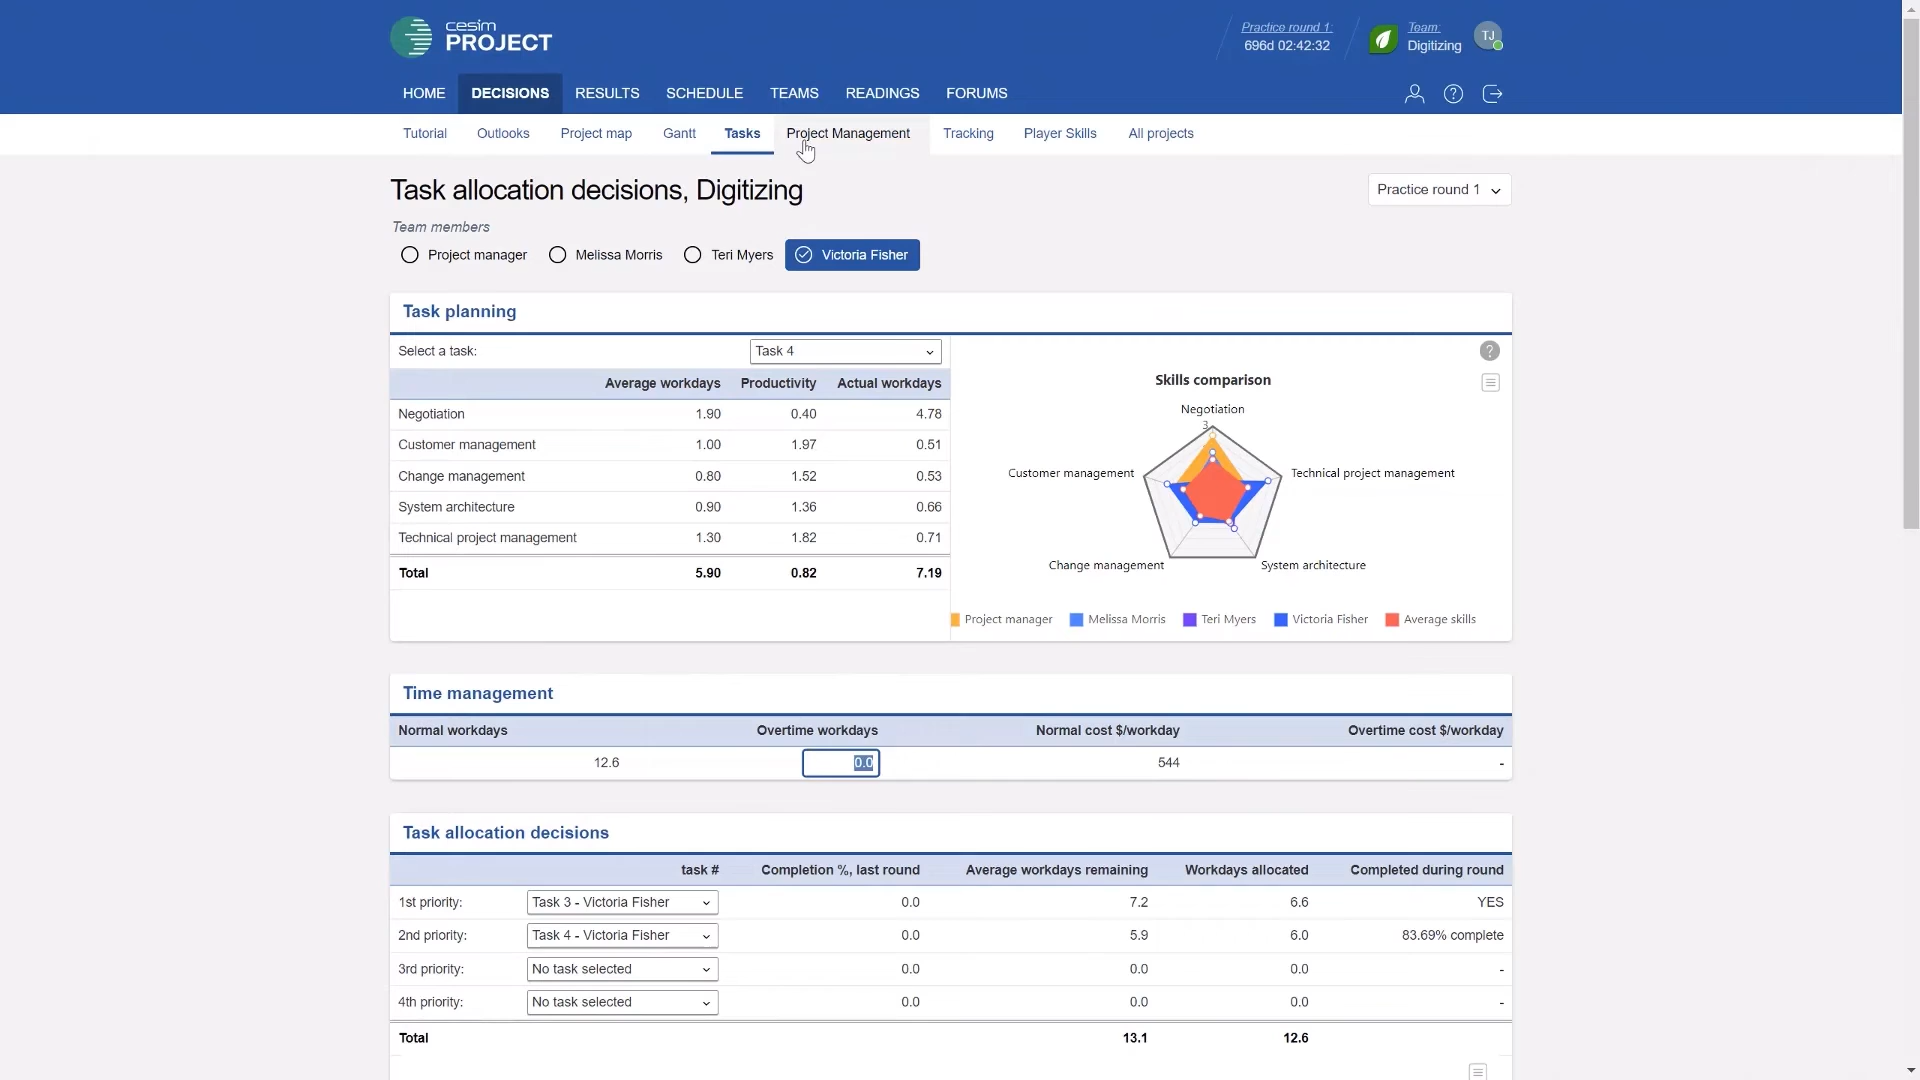 cesim
PROJECT
Practice round 1:
696d 02:42:32
Team:
Digitizing
TJ
HOME DECISIONS RESULTS SCHEDULE TEAMS READINGS FORUMS
?
Tutorial Outlooks Project map Gantt Tasks Project Management Tracking Player Skills All projects
Task allocation decisions, Digitizing
Practice round 1
Team members
Project manager Melissa Morris Teri Myers Victoria Fisher
Task planning
Select a task: Task 4
?
Average workdays Productivity Actual workdays
Negotiation 1.90 0.40 4.78
Customer management 1.00 1.97 0.51
Change management 0.80 1.52 0.53
System architecture 0.90 1.36 0.66
Technical project management 1.30 1.82 0.71
Total 5.90 0.82 7.19
Skills comparison
Negotiation
3
Customer management
Technical project management
Change management
System architecture
Project manager Melissa Morris Teri Myers Victoria Fisher Average skills
Time management
Normal workdays Overtime workdays Normal cost $/workday Overtime cost $/workday
12.6 0.0 544 -
Task allocation decisions
task # Completion %, last round Average workdays remaining Workdays allocated Completed during round
1st priority: Task 3 - Victoria Fisher 0.0 7.2 6.6 YES
2nd priority: Task 4 - Victoria Fisher 0.0 5.9 6.0 83.69% complete
3rd priority: No task selected 0.0 0.0 0.0 -
4th priority: No task selected 0.0 0.0 0.0 -
Total 13.1 12.6